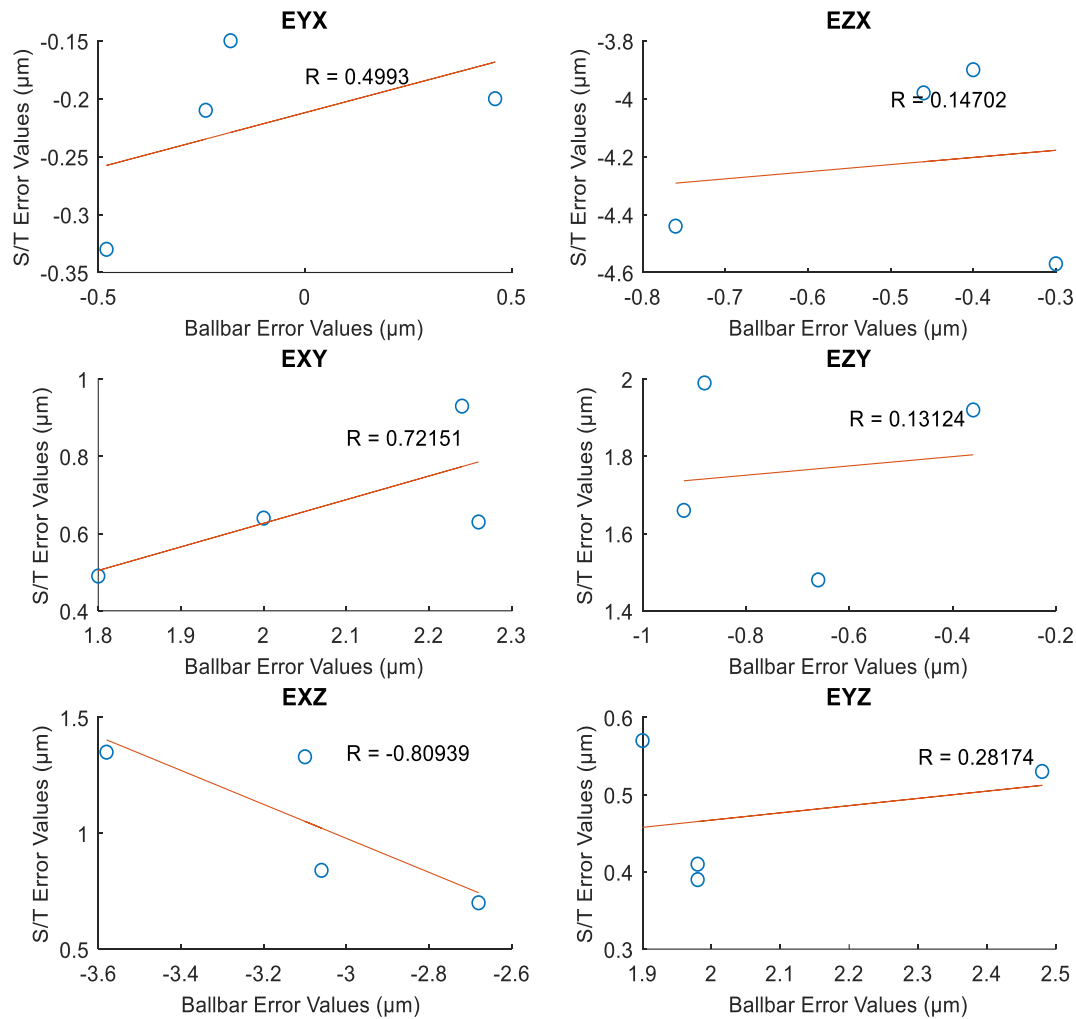 EYX
S/T Error Values (µm)
-0.15
-0.2
-0.25
-0.3
-0.35
R = 0.4993
-0.5
0
0.5
Ballbar Error Values (µm)
EZX
S/T Error Values (µm)
-3.8
-4
-4.2
-4.4
-4.6
R = 0.14702
-0.8
-0.7
-0.6
-0.5
-0.4
-0.3
Ballbar Error Values (µm)
EXY
S/T Error Values (µm)
1
0.8
0.6
0.4
R = 0.72151
1.8
1.9
2
2.1
2.2
2.3
Ballbar Error Values (µm)
EZY
S/T Error Values (µm)
2
1.8
1.6
1.4
R = 0.13124
-1
-0.8
-0.6
-0.4
-0.2
Ballbar Error Values (µm)
EXZ
S/T Error Values (µm)
1.5
1
0.5
R = -0.80939
-3.6
-3.4
-3.2
-3
-2.8
-2.6
Ballbar Error Values (µm)
EYZ
S/T Error Values (µm)
0.6
0.5
0.4
0.3
R = 0.28174
1.9
2
2.1
2.2
2.3
2.4
2.5
Ballbar Error Values (µm)